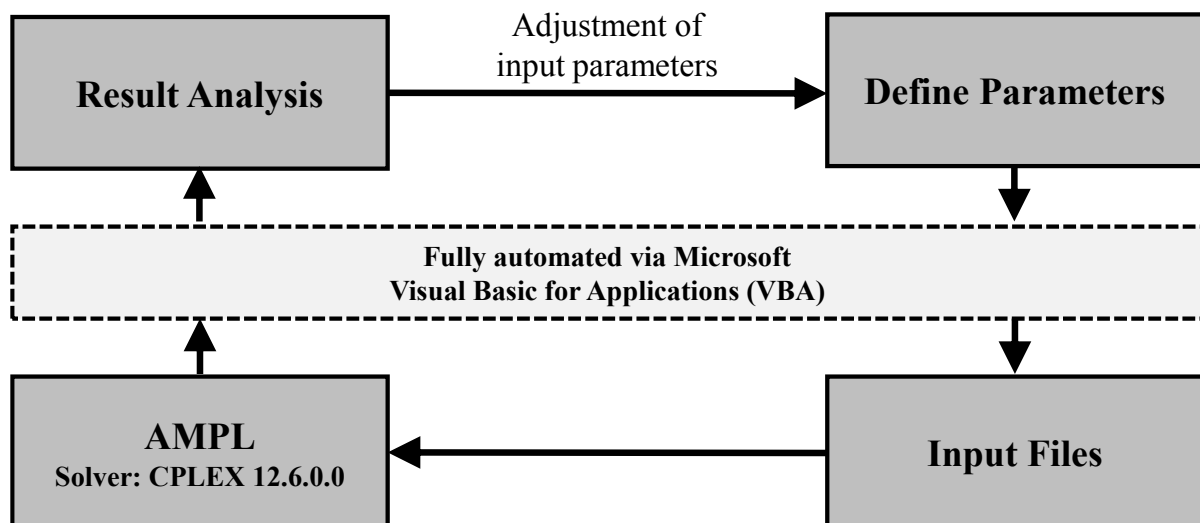 Adjustment of
input parameters
Result Analysis
Define Parameters
Fully automated via Microsoft
Visual Basic for Applications (VBA)
AMPL
Solver: CPLEX 12.6.0.0
Input Files